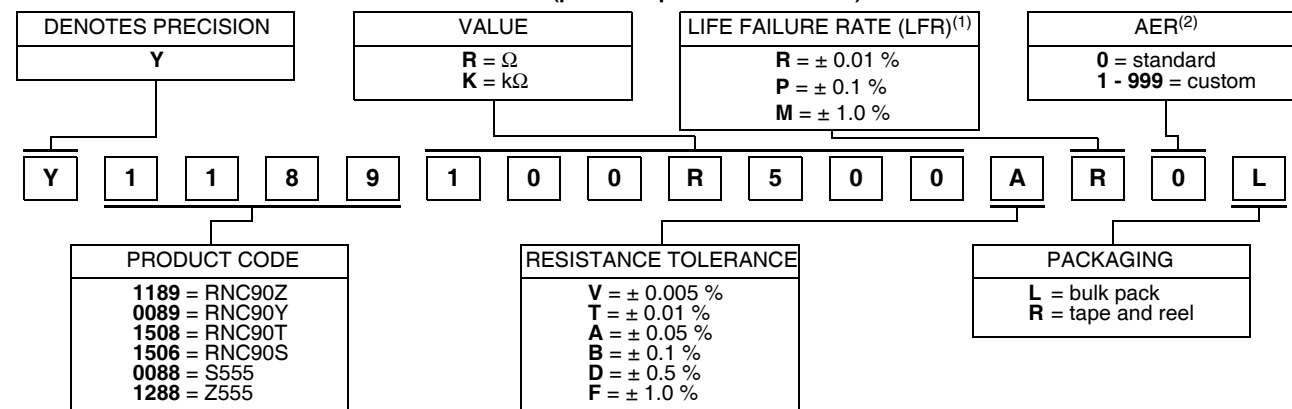 DENOTES PRECISION
Y
VALUE
R = Ω
K = kΩ
LIFE FAILURE RATE (LFR)(1)
R = ± 0.01 %
P = ± 0.1 %
M = ± 1.0 %
AER(2)
0 = standard
1 - 999 = custom
Y 1 1 8 9 1 0 0 R 5 0 0 A R 0 L
PRODUCT CODE
1189 = RNC90Z
0089 = RNC90Y
1508 = RNC90T
1506 = RNC90S
0088 = S555
1288 = Z555
RESISTANCE TOLERANCE
V = ± 0.005 %
T = ± 0.01 %
A = ± 0.05 %
B = ± 0.1 %
D = ± 0.5 %
F = ± 1.0 %
PACKAGING
L = bulk pack
R = tape and reel